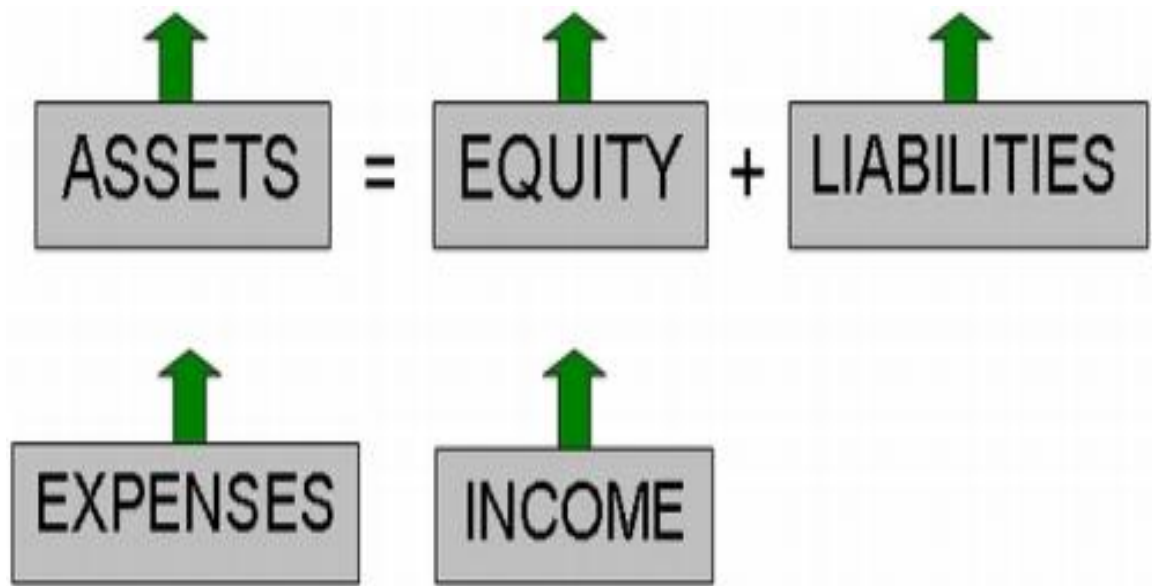 ASSETS = EQUITY + LIABILITIES
EXPENSES INCOME